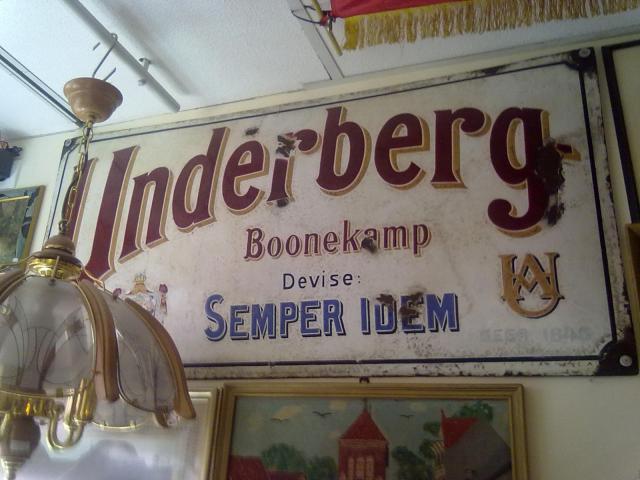 Underberg
Boonekamp
Devise:
SEMPER IDEM